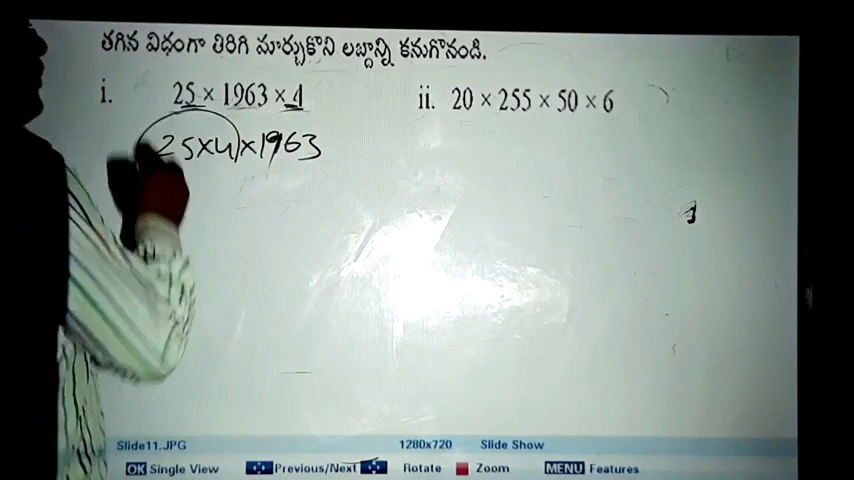 తగిన విధంగా తిరిగి మార్చుకొని లబ్దాన్ని కనుగొనండి.
i. 25 × 1963 × 4 ii. 20 × 255 × 50 × 6
25×4)×1963
Slide11.JPG 1280x720 Slide Show
OK Single View Previous/Next Rotate Zoom MENU Features